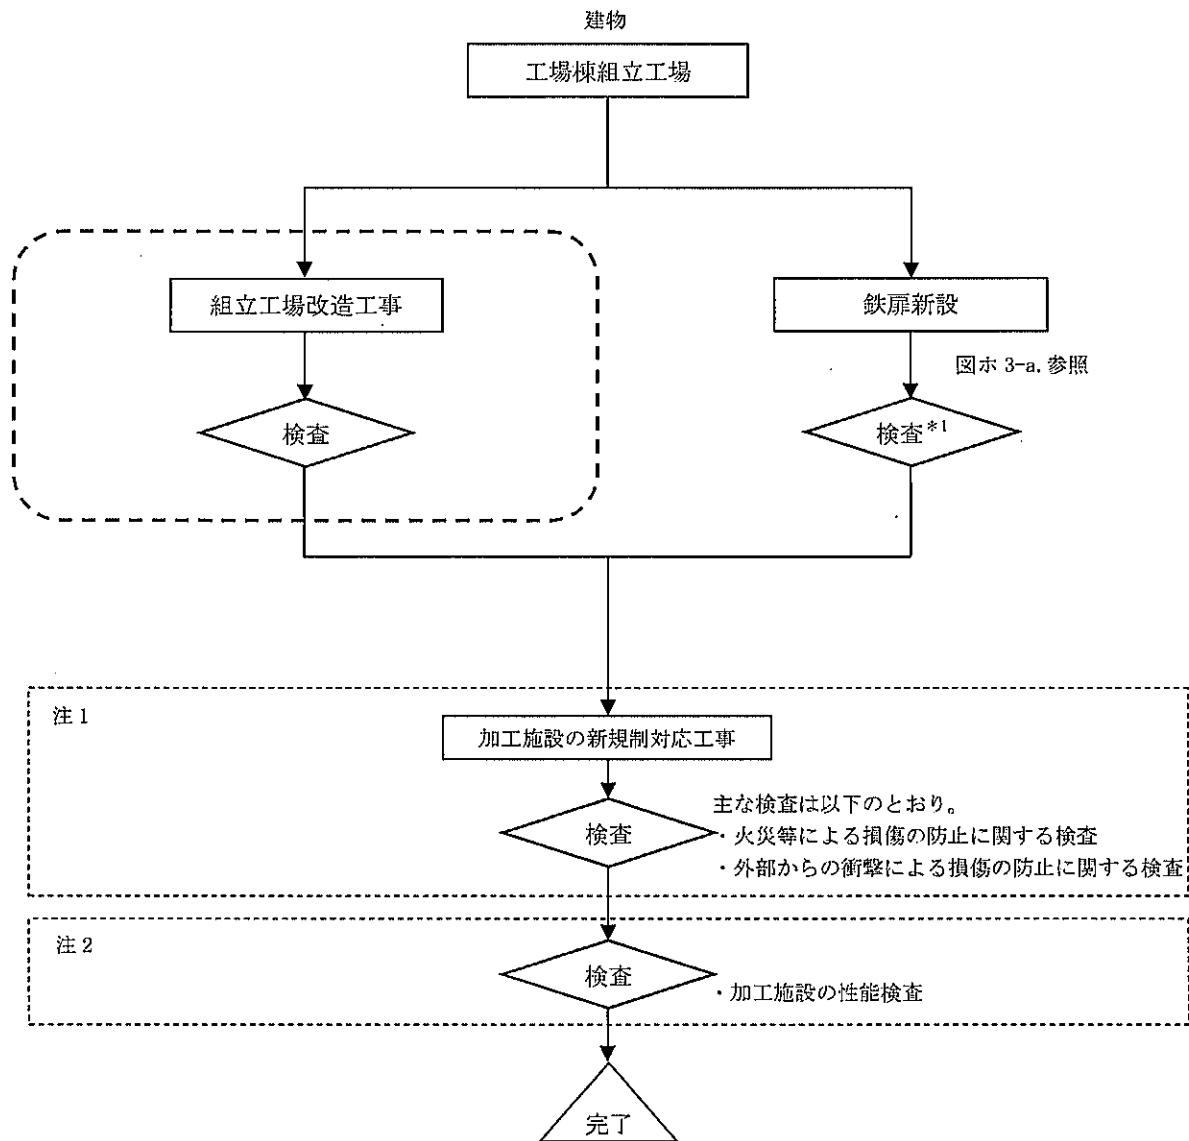 建物
工場棟組立工場
組立工場改造工事
鉄扉新設
図ホ 3-a. 参照
検査
検査*1
注1
加工施設の新規制対応工事
検査
主な検査は以下のとおり。
・火災等による損傷の防止に関する検査
・外部からの衝撃による損傷の防止に関する検査
注2
検査
・加工施設の性能検査
完了